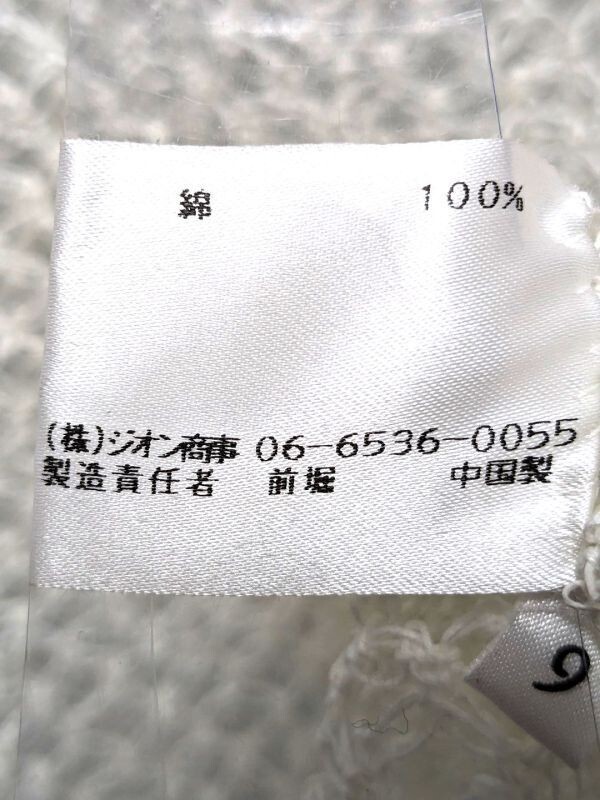 綿 100%
(株)ジオン商事 06-6536-0055
製造責任者 前堀 中国製